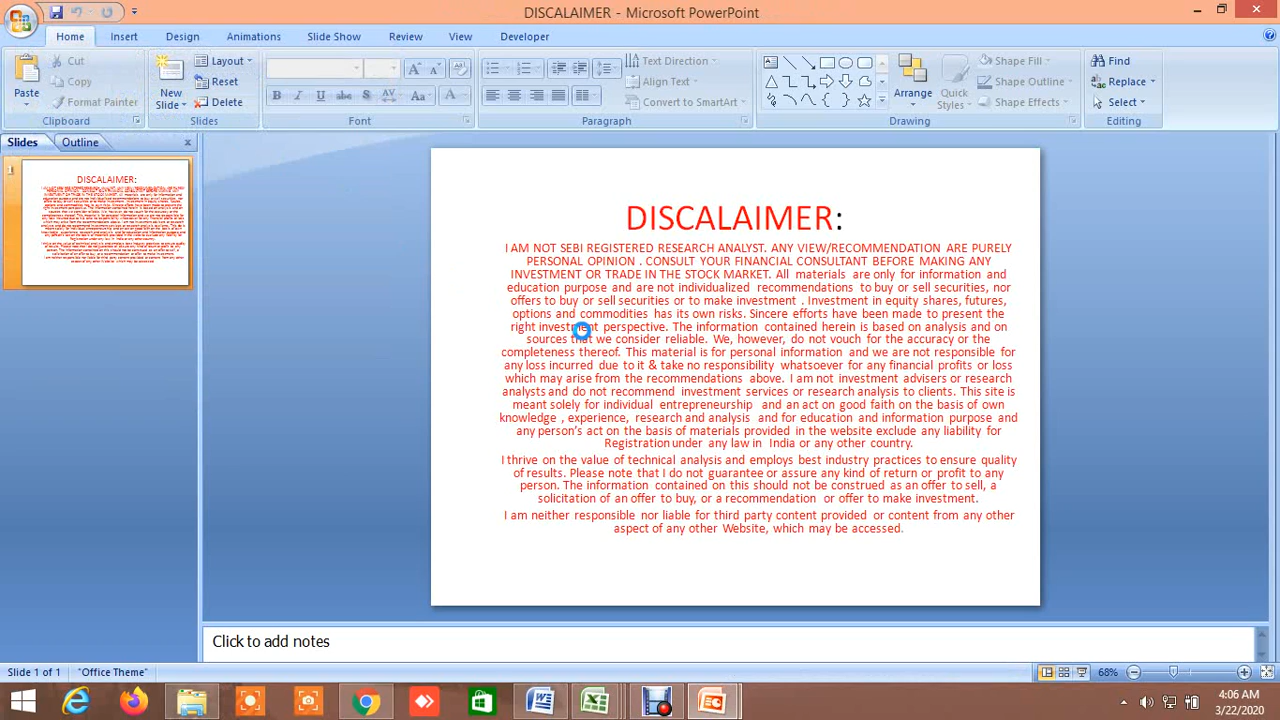 DISCALAIMER - Microsoft PowerPoint
Home Insert Design Animations Slide Show Review View Developer
Paste
Cut
Copy
Format Painter
Clipboard
New Slide
Layout
Reset
Delete
Slides
B I U abc S AV Aa A
Font
Text Direction
Align Text
Convert to SmartArt
Paragraph
Arrange
Quick Styles
Shape Fill
Shape Outline
Shape Effects
Drawing
Find
Replace
Select
Editing
Slides Outline
1
DISCALAIMER:
DISCALAIMER:
I AM NOT SEBI REGISTERED RESEARCH ANALYST. ANY VIEW/RECOMMENDATION ARE PURELY
PERSONAL OPINION . CONSULT YOUR FINANCIAL CONSULTANT BEFORE MAKING ANY
INVESTMENT OR TRADE IN THE STOCK MARKET. All materials are only for information and
education purpose and are not individualized recommendations to buy or sell securities, nor
offers to buy or sell securities or to make investment . Investment in equity shares, futures,
options and commodities has its own risks. Sincere efforts have been made to present the
right investment perspective. The information contained herein is based on analysis and on
sources that we consider reliable. We, however, do not vouch for the accuracy or the
completeness thereof. This material is for personal information and we are not responsible for
any loss incurred due to it & take no responsibility whatsoever for any financial profits or loss
which may arise from the recommendations above. I am not investment advisers or research
analysts and do not recommend investment services or research analysis to clients. This site is
meant solely for individual entrepreneurship and an act on good faith on the basis of own
knowledge , experience, research and analysis and for education and information purpose and
any person's act on the basis of materials provided in the website exclude any liability for
Registration under any law in India or any other country.
I thrive on the value of technical analysis and employs best industry practices to ensure quality
of results. Please note that I do not guarantee or assure any kind of return or profit to any
person. The information contained on this should not be construed as an offer to sell, a
solicitation of an offer to buy, or a recommendation or offer to make investment.
I am neither responsible nor liable for third party content provided or content from any other
aspect of any other Website, which may be accessed.
Click to add notes
Slide 1 of 1 "Office Theme" 68%
4:06 AM
3/22/2020